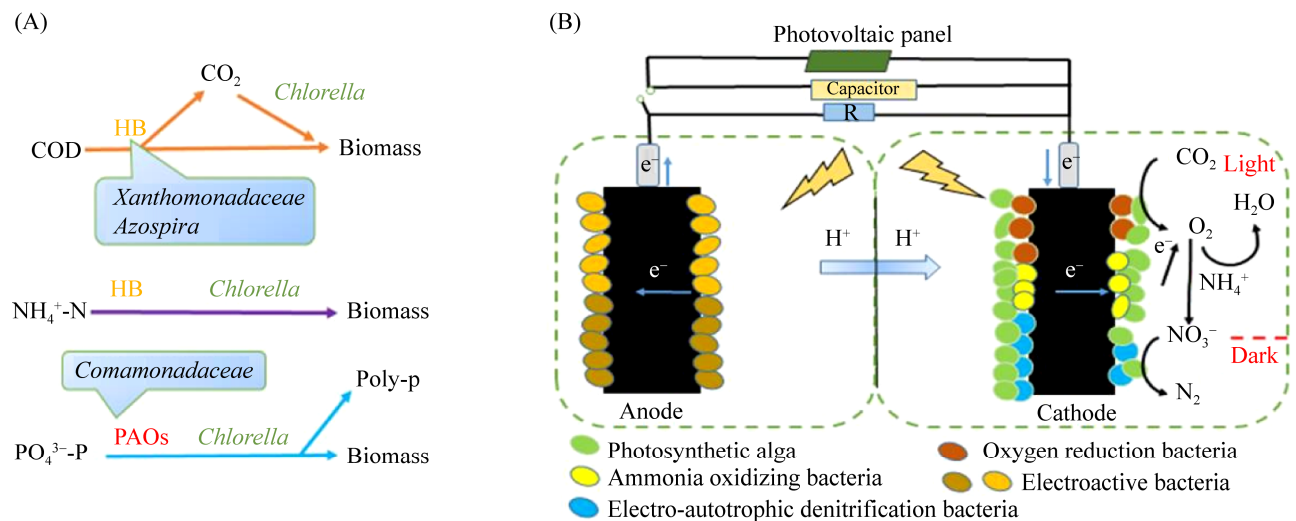 (A)
CO₂
Chlorella
HB
COD
Biomass
Xanthomonadaceae
Azospira
HB
Chlorella
NH₄⁺-N
Biomass
Comamonadaceae
Poly-p
PAOs
Chlorella
PO₄³⁻-P
Biomass
(B)
Photovoltaic panel
Capacitor
R
e⁻
e⁻
CO₂
Light
H₂O
O₂
H⁺
H⁺
e⁻
e⁻
e⁻
NH₄⁺
NO₃⁻
Dark
N₂
Anode
Cathode
Photosynthetic alga
Oxygen reduction bacteria
Ammonia oxidizing bacteria
Electroactive bacteria
Electro-autotrophic denitrification bacteria